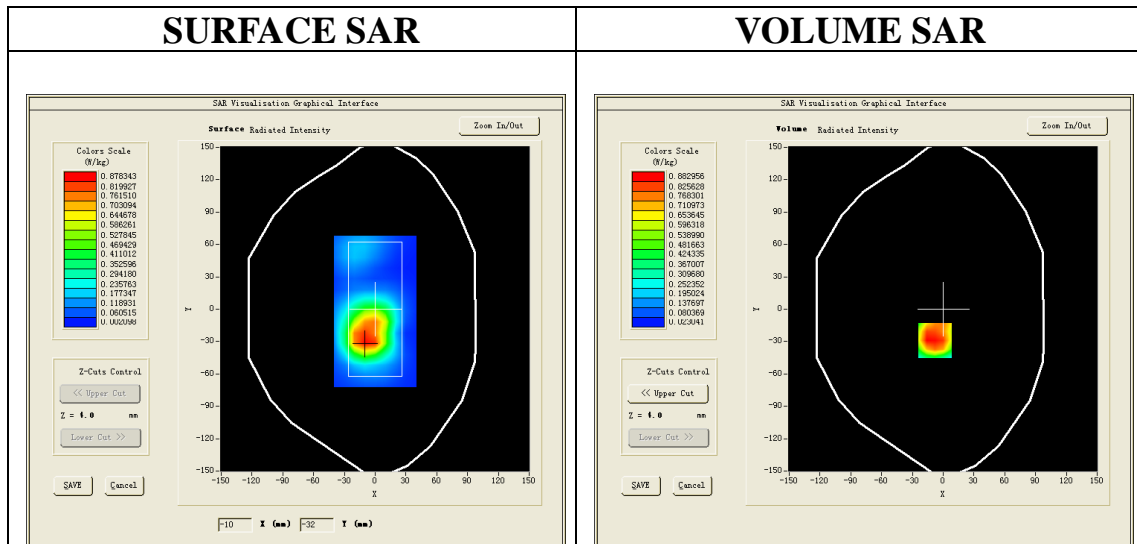 SURFACE SAR
VOLUME SAR
SAR Visualisation Graphical Interface
Surface Radiated Intensity
Zoom In/Out
Colors Scale
(W/kg)
0.878343
0.819927
0.761510
0.703094
0.644678
0.586261
0.527845
0.469429
0.411012
0.352596
0.294180
0.235763
0.177347
0.118931
0.060515
0.002098
150
120
90
60
30
0
-30
-60
-90
-120
-150
Y
-150 -120 -90 -60 -30 0 30 60 90 120 150
X
Z-Cuts Control
<< Upper Cut
Z = 4.0 mm
Lower Cut >>
SAVE Cancel
-10 X (mm) -32 Y (mm)
SAR Visualisation Graphical Interface
Volume Radiated Intensity
Zoom In/Out
Colors Scale
(W/kg)
0.882956
0.825628
0.768301
0.710973
0.653645
0.596318
0.538990
0.481663
0.424335
0.367007
0.309680
0.252352
0.195024
0.137697
0.080369
0.023041
150
120
90
60
30
0
-30
-60
-90
-120
-150
Y
-150 -120 -90 -60 -30 0 30 60 90 120 150
X
Z-Cuts Control
<< Upper Cut
Z = 4.0 mm
Lower Cut >>
SAVE Cancel